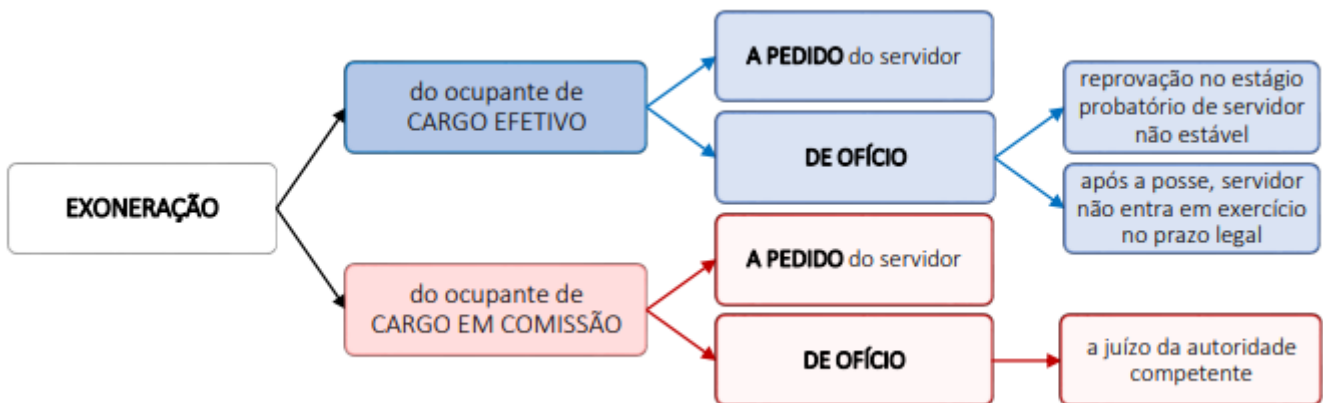 EXONERAÇÃO
do ocupante de
CARGO EFETIVO
A PEDIDO do servidor
DE OFÍCIO
reprovação no estágio
probatório de servidor
não estável
após a posse, servidor
não entra em exercício
no prazo legal
do ocupante de
CARGO EM COMISSÃO
A PEDIDO do servidor
DE OFÍCIO
a juízo da autoridade
competente